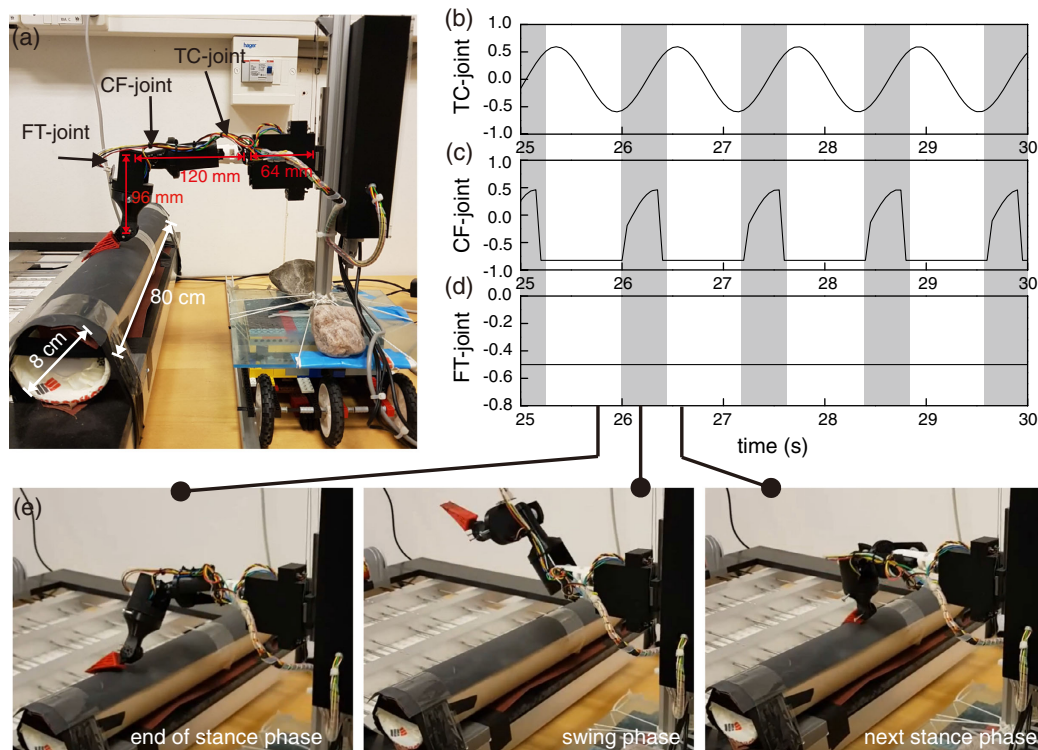 (a)
hager
TC-joint
CF-joint
FT-joint
120 mm
64 mm
96 mm
80 cm
8 cm
(b)
TC-joint
1.0
0.5
0.0
-0.5
-1.0
25 26 27 28 29 30
(c)
CF-joint
1.0
0.5
0.0
-0.5
-1.0
25 26 27 28 29 30
(d)
FT-joint
0.0
-0.2
-0.4
-0.6
-0.8
25 26 27 28 29 30
time (s)
(e)
end of stance phase
swing phase
next stance phase